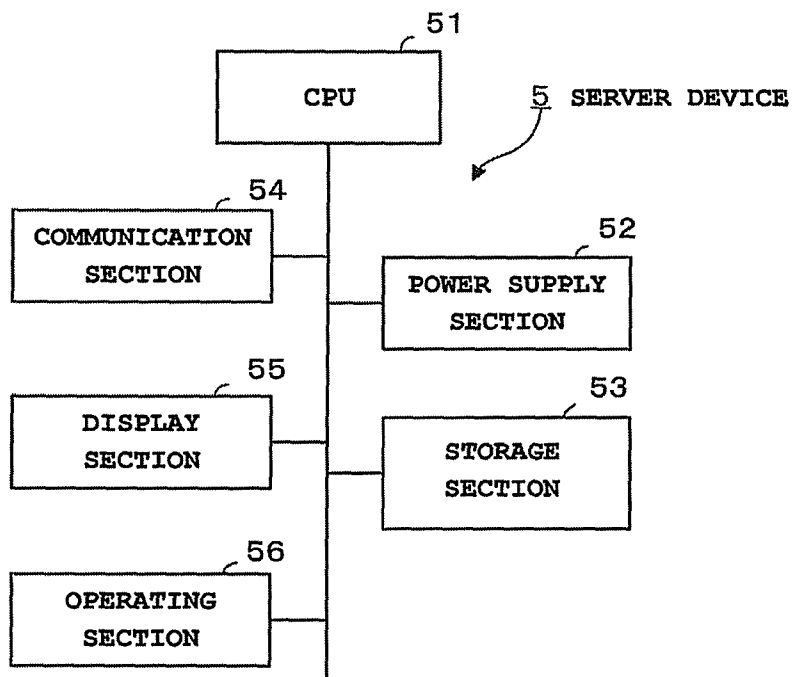 51
CPU
5 SERVER DEVICE
54
COMMUNICATION
SECTION
52
POWER SUPPLY
SECTION
55
DISPLAY
SECTION
53
STORAGE
SECTION
56
OPERATING
SECTION